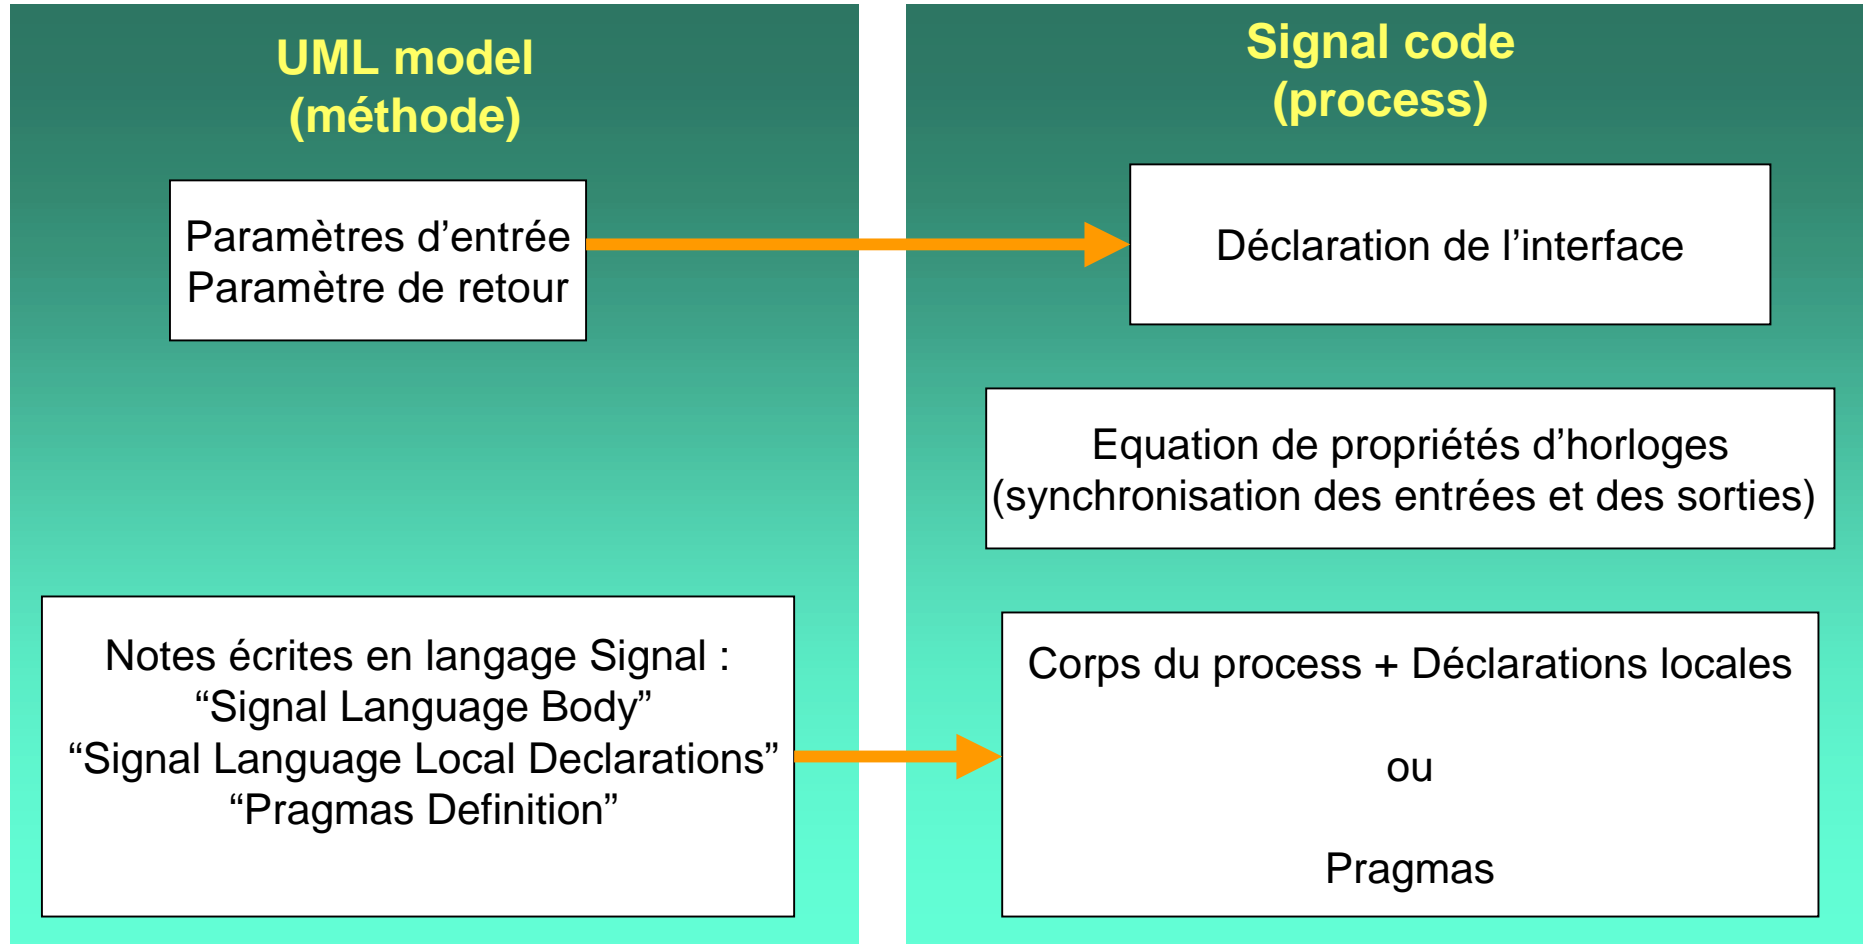 UML model
(méthode)
Paramètres d’entrée
Paramètre de retour
Notes écrites en langage Signal :
“Signal Language Body”
“Signal Language Local Declarations”
“Pragmas Definition”
Signal code
(process)
Déclaration de l’interface
Equation de propriétés d’horloges
(synchronisation des entrées et des sorties)
Corps du process + Déclarations locales
ou
Pragmas